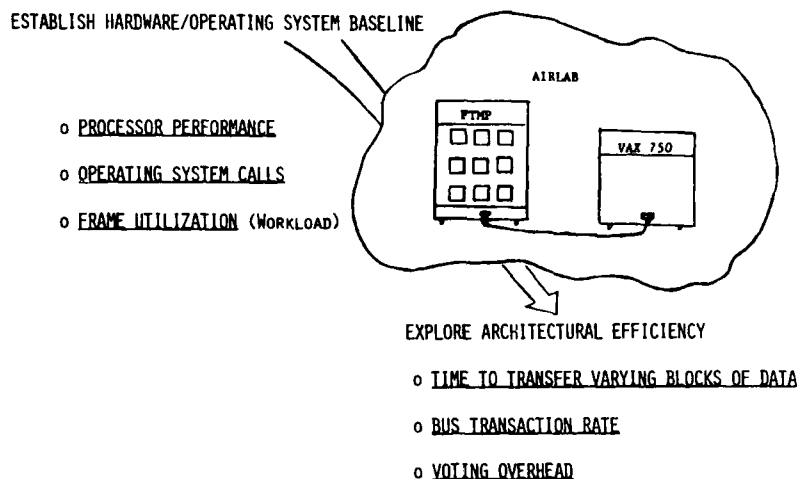 ESTABLISH HARDWARE/OPERATING SYSTEM BASELINE
AIRLAB
o PROCESSOR PERFORMANCE
o OPERATING SYSTEM CALLS
o FRAME UTILIZATION (WORKLOAD)
FTMP
VAX 750
EXPLORE ARCHITECTURAL EFFICIENCY
o TIME TO TRANSFER VARYING BLOCKS OF DATA
o BUS TRANSACTION RATE
o VOTING OVERHEAD